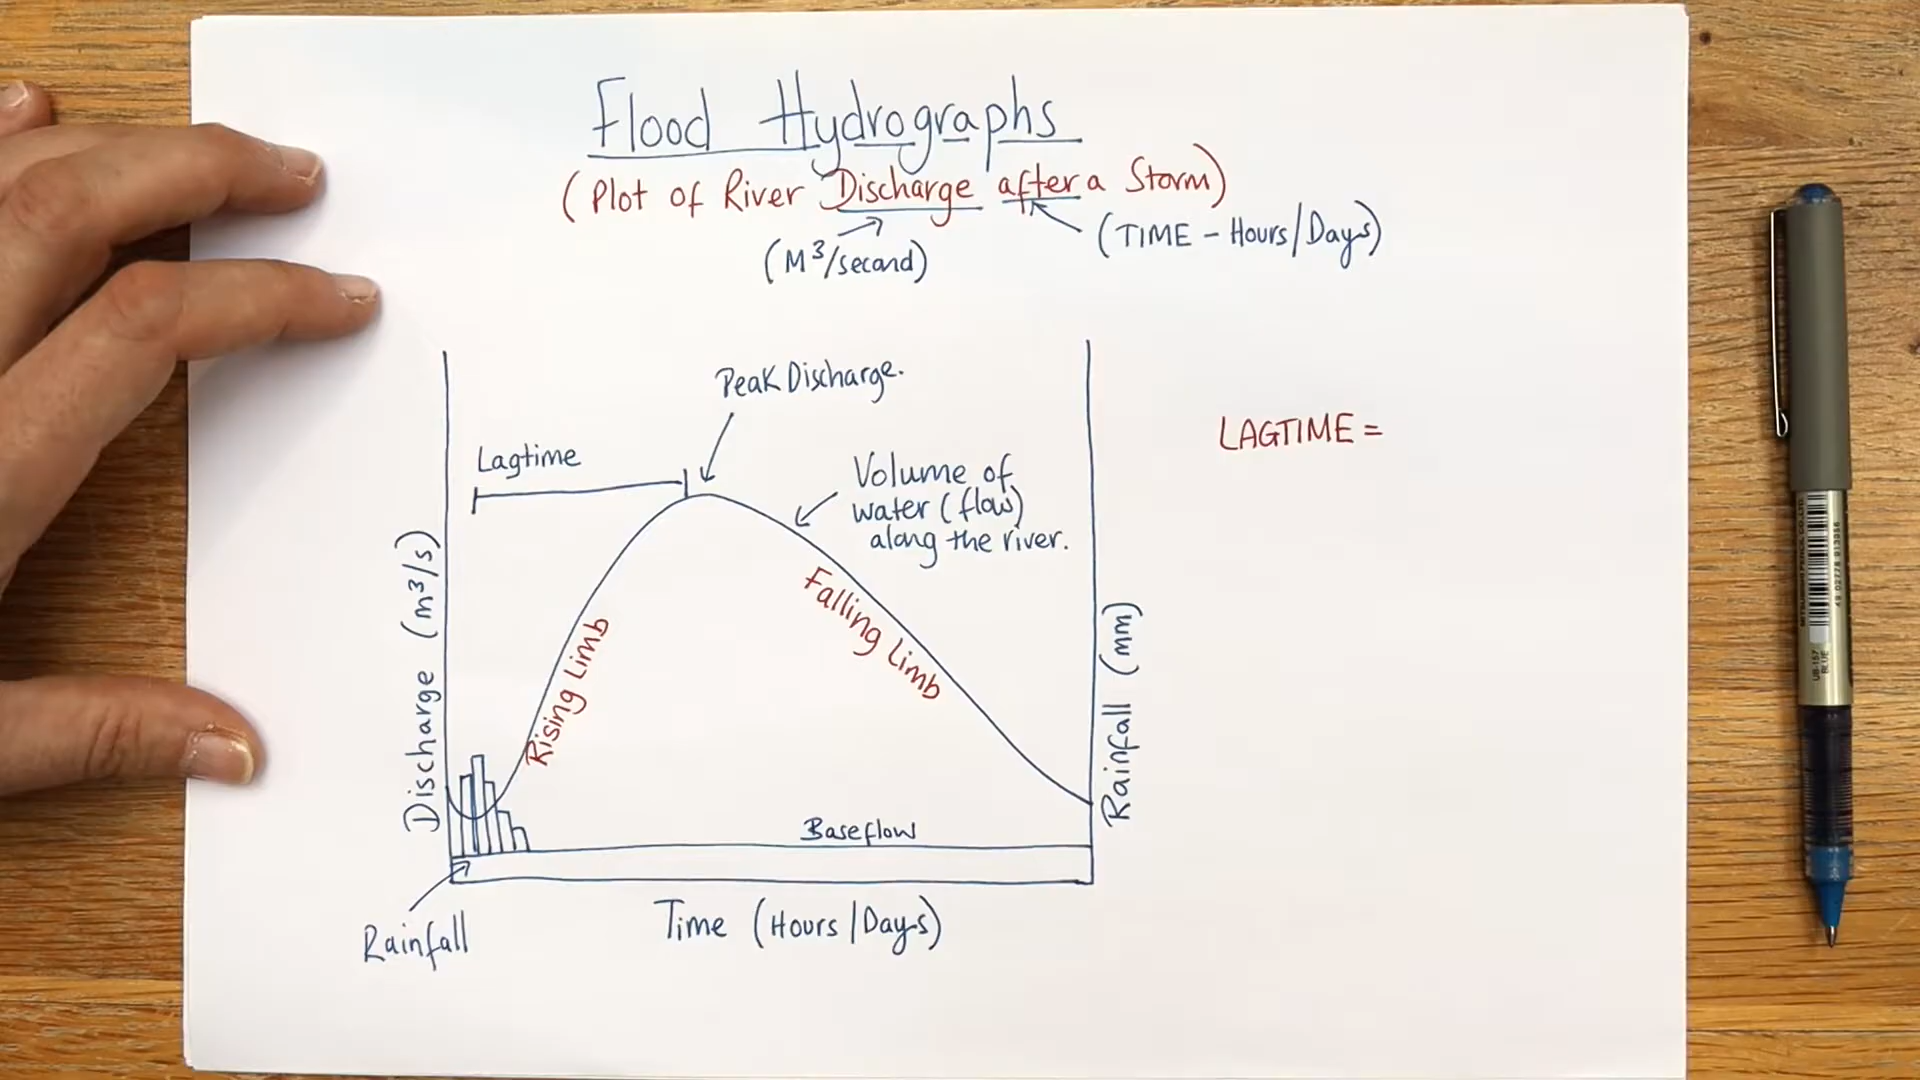 Flood Hydrographs
(Plot of River Discharge after a Storm)
(M³/second)
(TIME - Hours/Days)
Peak Discharge.
Lagtime
Volume of
water (flow)
along the river.
LAGTIME =
Discharge (m³/s)
Rising Limb
Falling Limb
Rainfall (mm)
Baseflow
Rainfall
Time (Hours/Days)